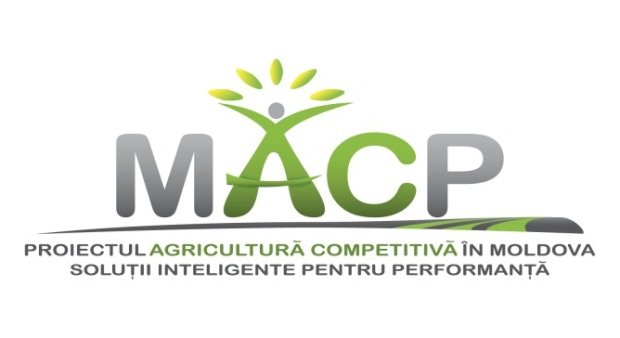 MACP
PROIECTUL AGRICULTURĂ COMPETITIVĂ ÎN MOLDOVA
SOLUȚII INTELIGENTE PENTRU PERFORMANȚĂ